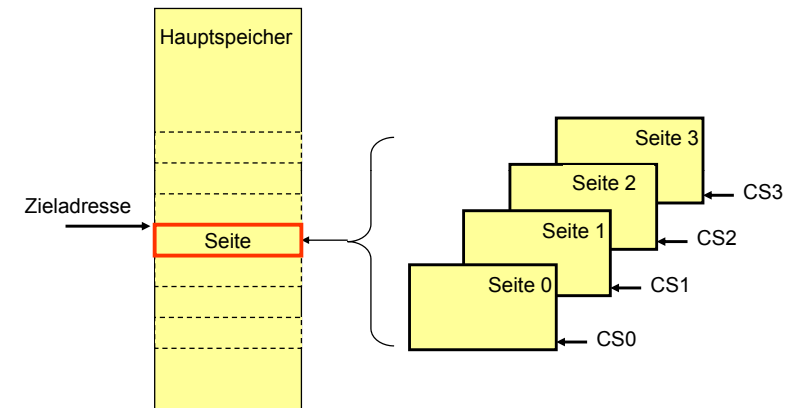 Hauptspeicher
Seite 3
Seite 2
CS3
Zieladresse
Seite 1
CS2
Seite
Seite 0
CS1
CS0